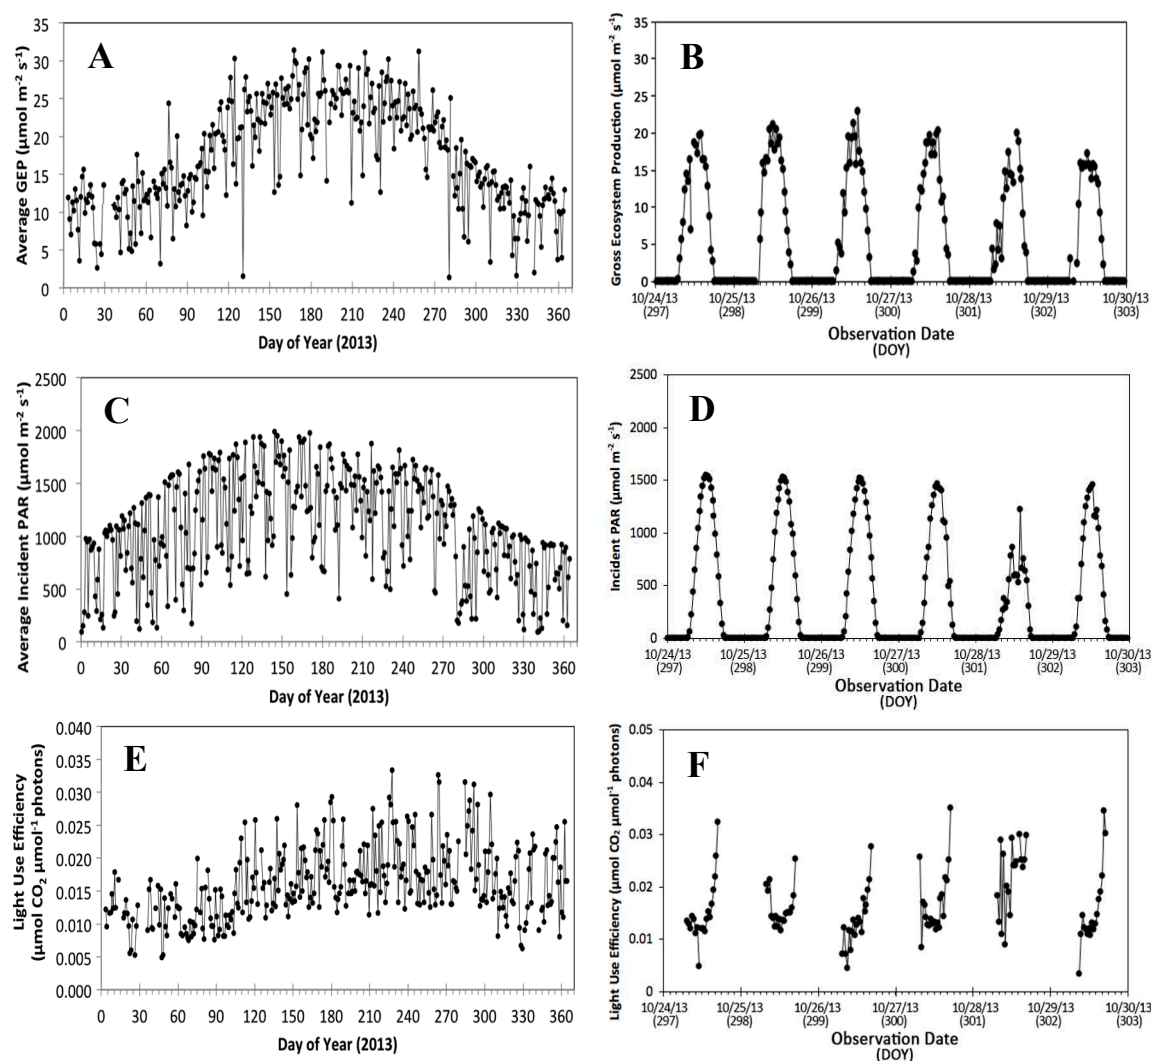 A
Average GEP (µmol m⁻² s⁻¹)
35
30
25
20
15
10
5
0
0 30 60 90 120 150 180 210 240 270 300 330 360
Day of Year (2013)
B
Gross Ecosystem Production (µmol m⁻² s⁻¹)
35
30
25
20
15
10
5
0
10/24/13 10/25/13 10/26/13 10/27/13 10/28/13 10/29/13 10/30/13
(297) (298) (299) (300) (301) (302) (303)
Observation Date
(DOY)
C
Average Incident PAR (µmol m⁻² s⁻¹)
2500
2000
1500
1000
500
0
0 30 60 90 120 150 180 210 240 270 300 330 360
Day of Year (2013)
D
Incident PAR (µmol m⁻² s⁻¹)
2500
2000
1500
1000
500
0
10/24/13 10/25/13 10/26/13 10/27/13 10/28/13 10/29/13 10/30/13
(297) (298) (299) (300) (301) (302) (303)
Observation Date
(DOY)
E
Light Use Efficiency
(µmol CO₂ µmol⁻¹ photons)
0.040
0.035
0.030
0.025
0.020
0.015
0.010
0.005
0.000
0 30 60 90 120 150 180 210 240 270 300 330 360
Day of Year (2013)
F
Light Use Efficiency (µmol CO₂ µmol⁻¹ photons)
0.05
0.04
0.03
0.02
0.01
0
10/24/13 10/25/13 10/26/13 10/27/13 10/28/13 10/29/13 10/30/13
(297) (298) (299) (300) (301) (302) (303)
Observation Date
(DOY)